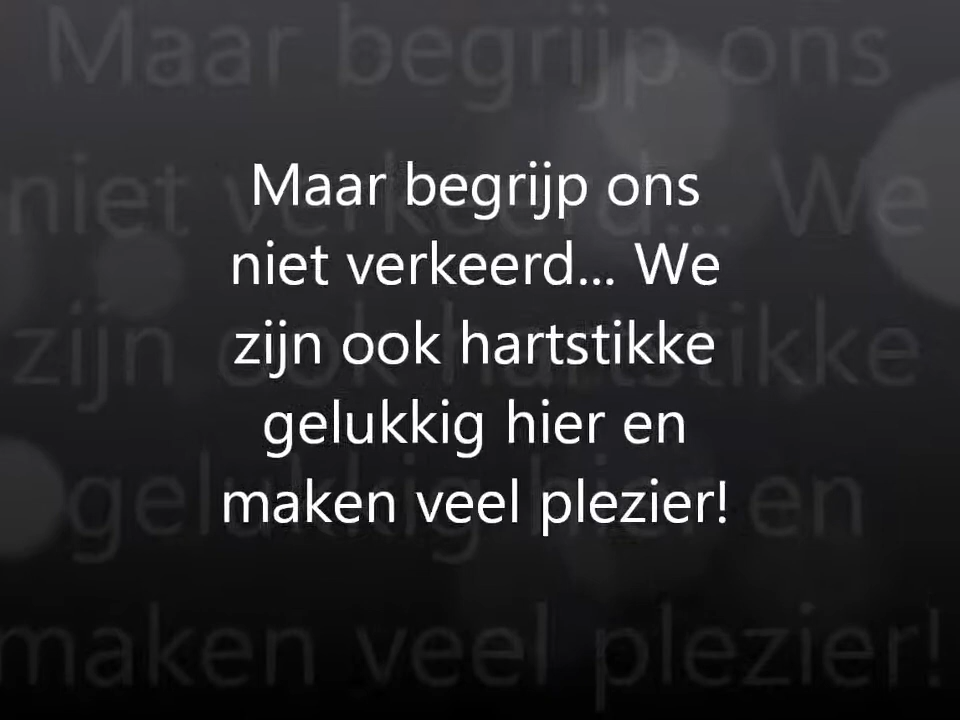 Maar begrijp ons
niet verkeerd... We
zijn ook hartstikke
gelukkig hier en
maken veel plezier!